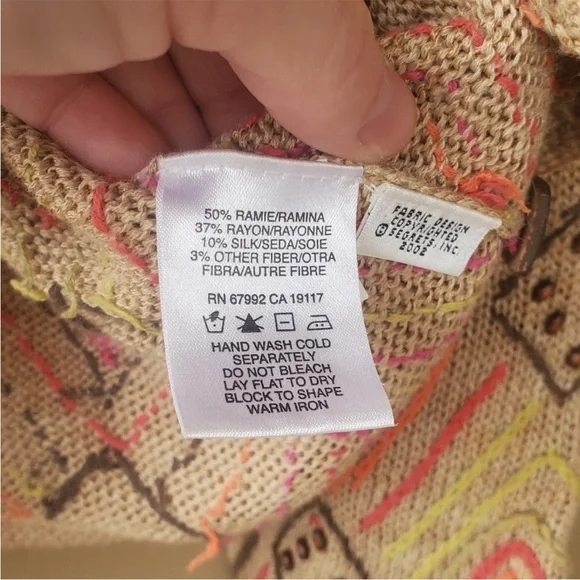 50% RAMIE/RAMINA
37% RAYON/RAYONNE
10% SILK/SEDA/SOIE
3% OTHER FIBER/OTRA
FIBRA/AUTRE FIBRE
RN 67992 CA 19117
HAND WASH COLD
SEPARATELY
DO NOT BLEACH
LAY FLAT TO DRY
BLOCK TO SHAPE
WARM IRON
FABRIC DESIGN
COPYRIGHTED
© SEGRETS, INC.
2002